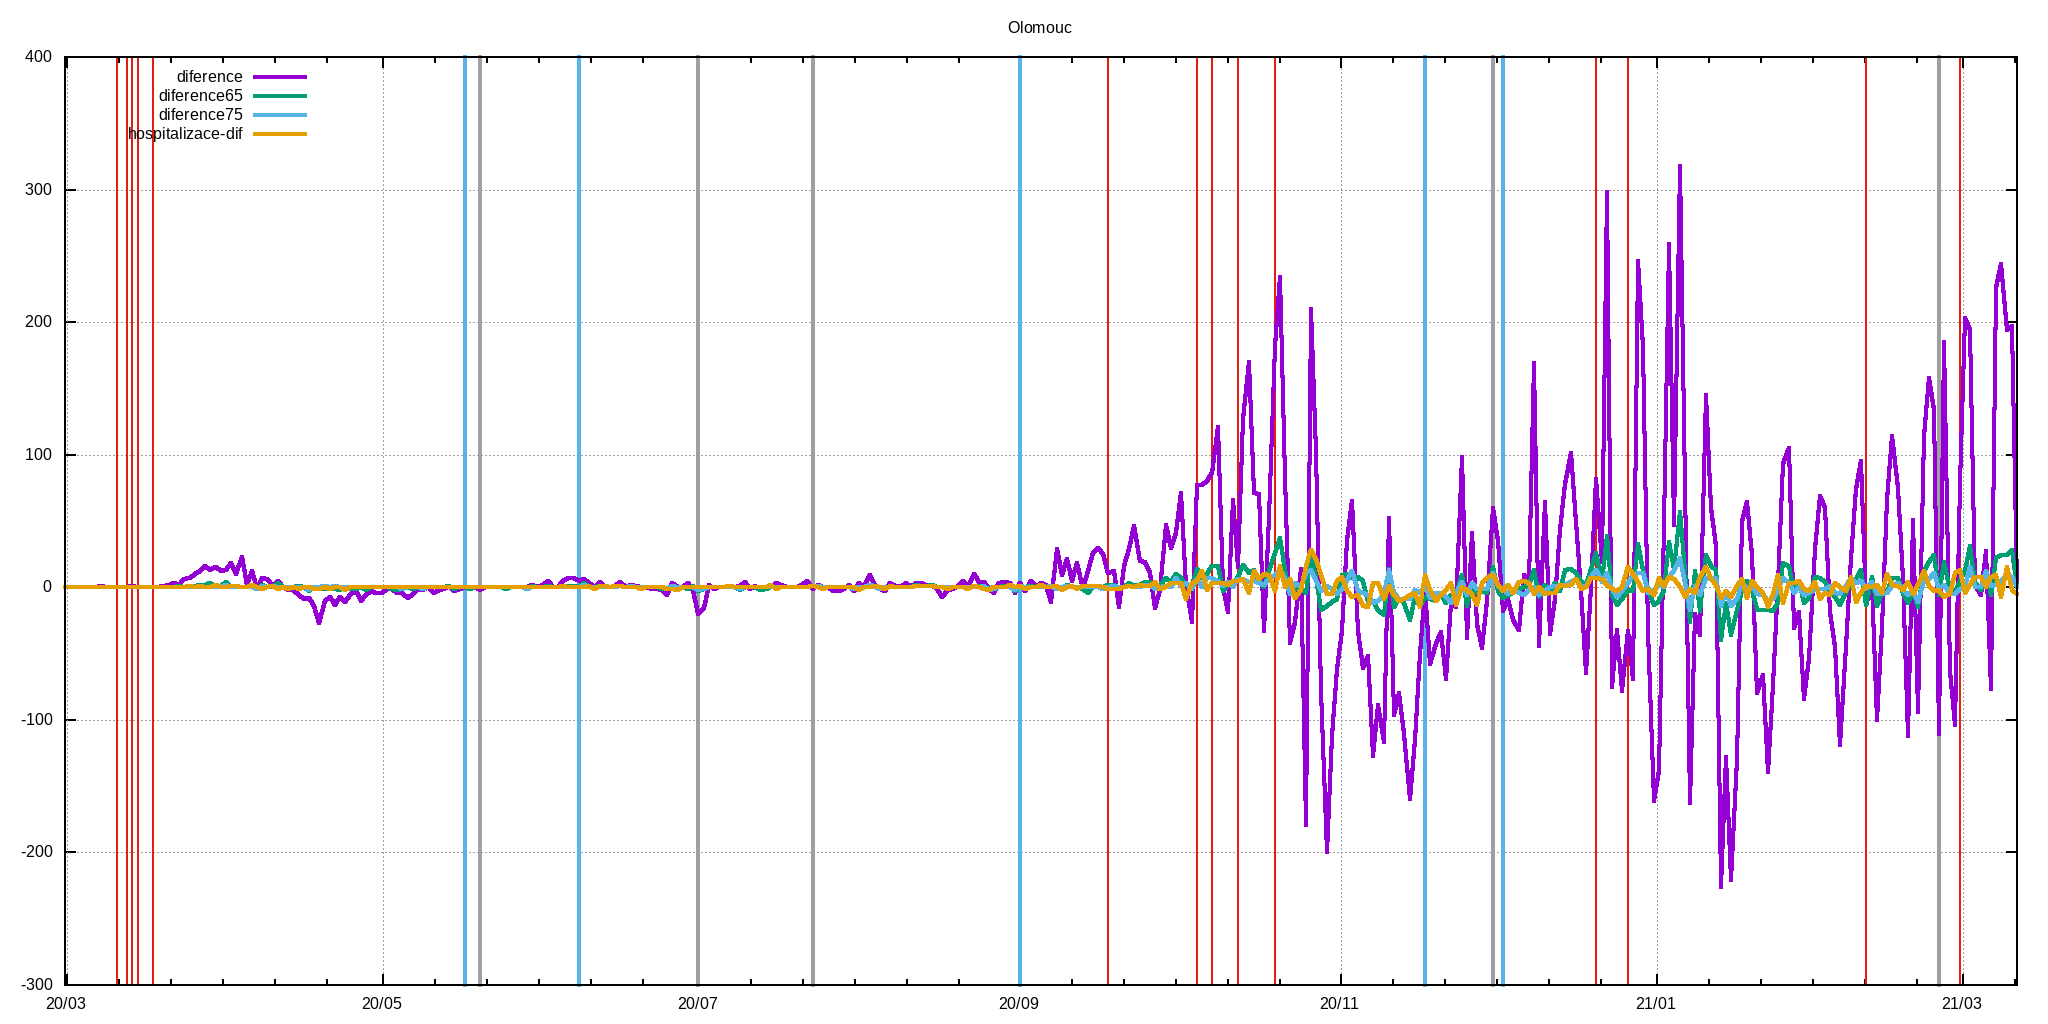 Olomouc
400
diference
diference65
diference75
hospitalizace-dif
300
200
100
0
-100
-200
-300
20/03 20/05 20/07 20/09 20/11 21/01 21/03